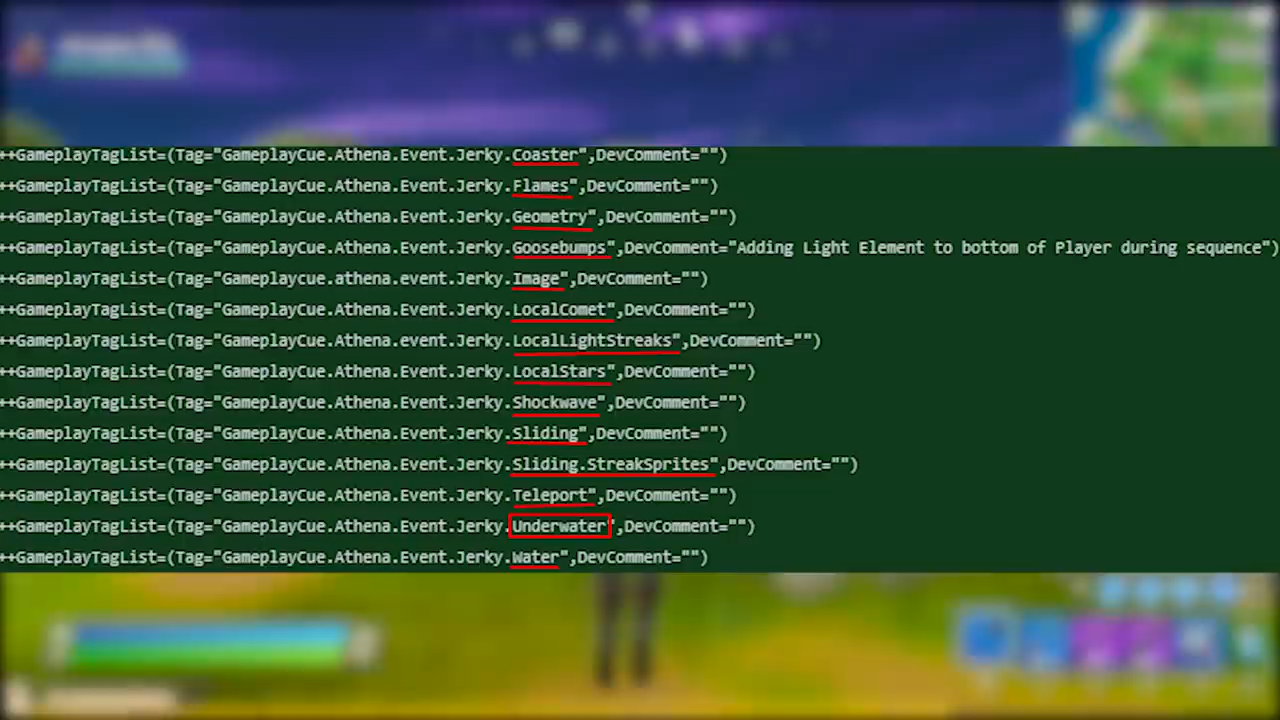 ++GameplayTagList=(Tag="GameplayCue.Athena.Event.Jerky.Coaster",DevComment="")
++GameplayTagList=(Tag="GameplayCue.Athena.Event.Jerky.Flames",DevComment="")
++GameplayTagList=(Tag="GameplayCue.Athena.Event.Jerky.Geometry",DevComment="")
++GameplayTagList=(Tag="GameplayCue.Athena.Event.Jerky.Goosebumps",DevComment="Adding Light Element to bottom of Player during sequence")
++GameplayTagList=(Tag="GameplayCue.athena.event.Jerky.Image",DevComment="")
++GameplayTagList=(Tag="GameplayCue.Athena.Event.Jerky.LocalComet",DevComment="")
++GameplayTagList=(Tag="GameplayCue.Athena.event.Jerky.LocalLightStreaks",DevComment="")
++GameplayTagList=(Tag="GameplayCue.Athena.Event.Jerky.LocalStars",DevComment="")
++GameplayTagList=(Tag="GameplayCue.Athena.Event.Jerky.Shockwave",DevComment="")
++GameplayTagList=(Tag="GameplayCue.Athena.Event.Jerky.Sliding",DevComment="")
++GameplayTagList=(Tag="GameplayCue.Athena.Event.Jerky.Sliding.StreakSprites",DevComment="")
++GameplayTagList=(Tag="GameplayCue.Athena.Event.Jerky.Teleport",DevComment="")
++GameplayTagList=(Tag="GameplayCue.Athena.Event.Jerky.Underwater",DevComment="")
++GameplayTagList=(Tag="GameplayCue.Athena.Event.Jerky.Water",DevComment="")